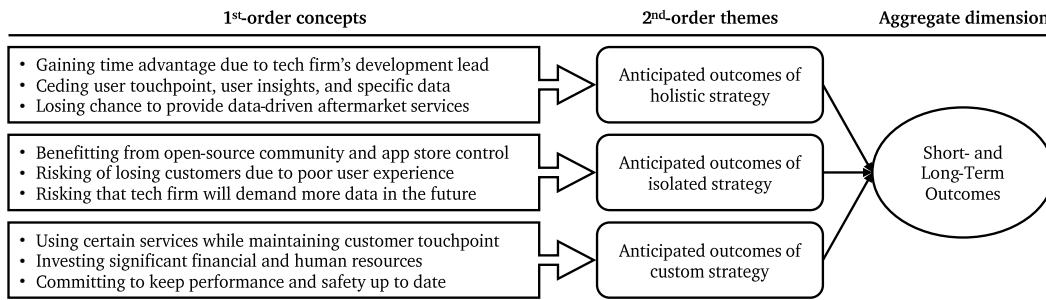 1st-order concepts
2nd-order themes
Aggregate dimension
• Gaining time advantage due to tech firm’s development lead
• Ceding user touchpoint, user insights, and specific data
• Losing chance to provide data-driven aftermarket services
Anticipated outcomes of
holistic strategy
• Benefitting from open-source community and app store control
• Risking of losing customers due to poor user experience
• Risking that tech firm will demand more data in the future
Anticipated outcomes of
isolated strategy
• Using certain services while maintaining customer touchpoint
• Investing significant financial and human resources
• Committing to keep performance and safety up to date
Anticipated outcomes of
custom strategy
Short- and
Long-Term
Outcomes